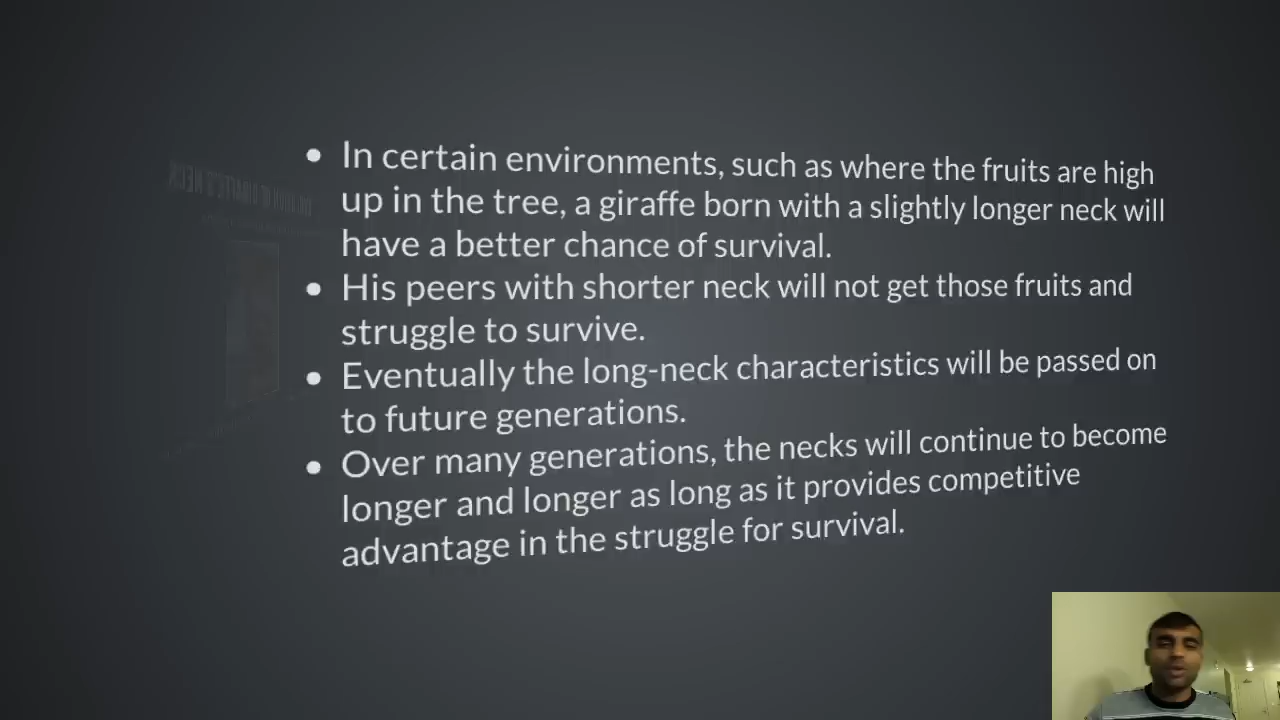 • In certain environments, such as where the fruits are high
up in the tree, a giraffe born with a slightly longer neck will
have a better chance of survival.
• His peers with shorter neck will not get those fruits and
struggle to survive.
• Eventually the long-neck characteristics will be passed on
to future generations.
• Over many generations, the necks will continue to become
longer and longer as long as it provides competitive
advantage in the struggle for survival.